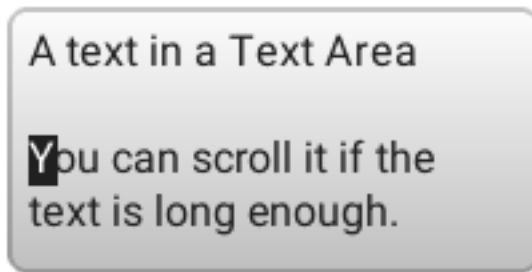 A text in a Text Area

You can scroll it if the
text is long enough.